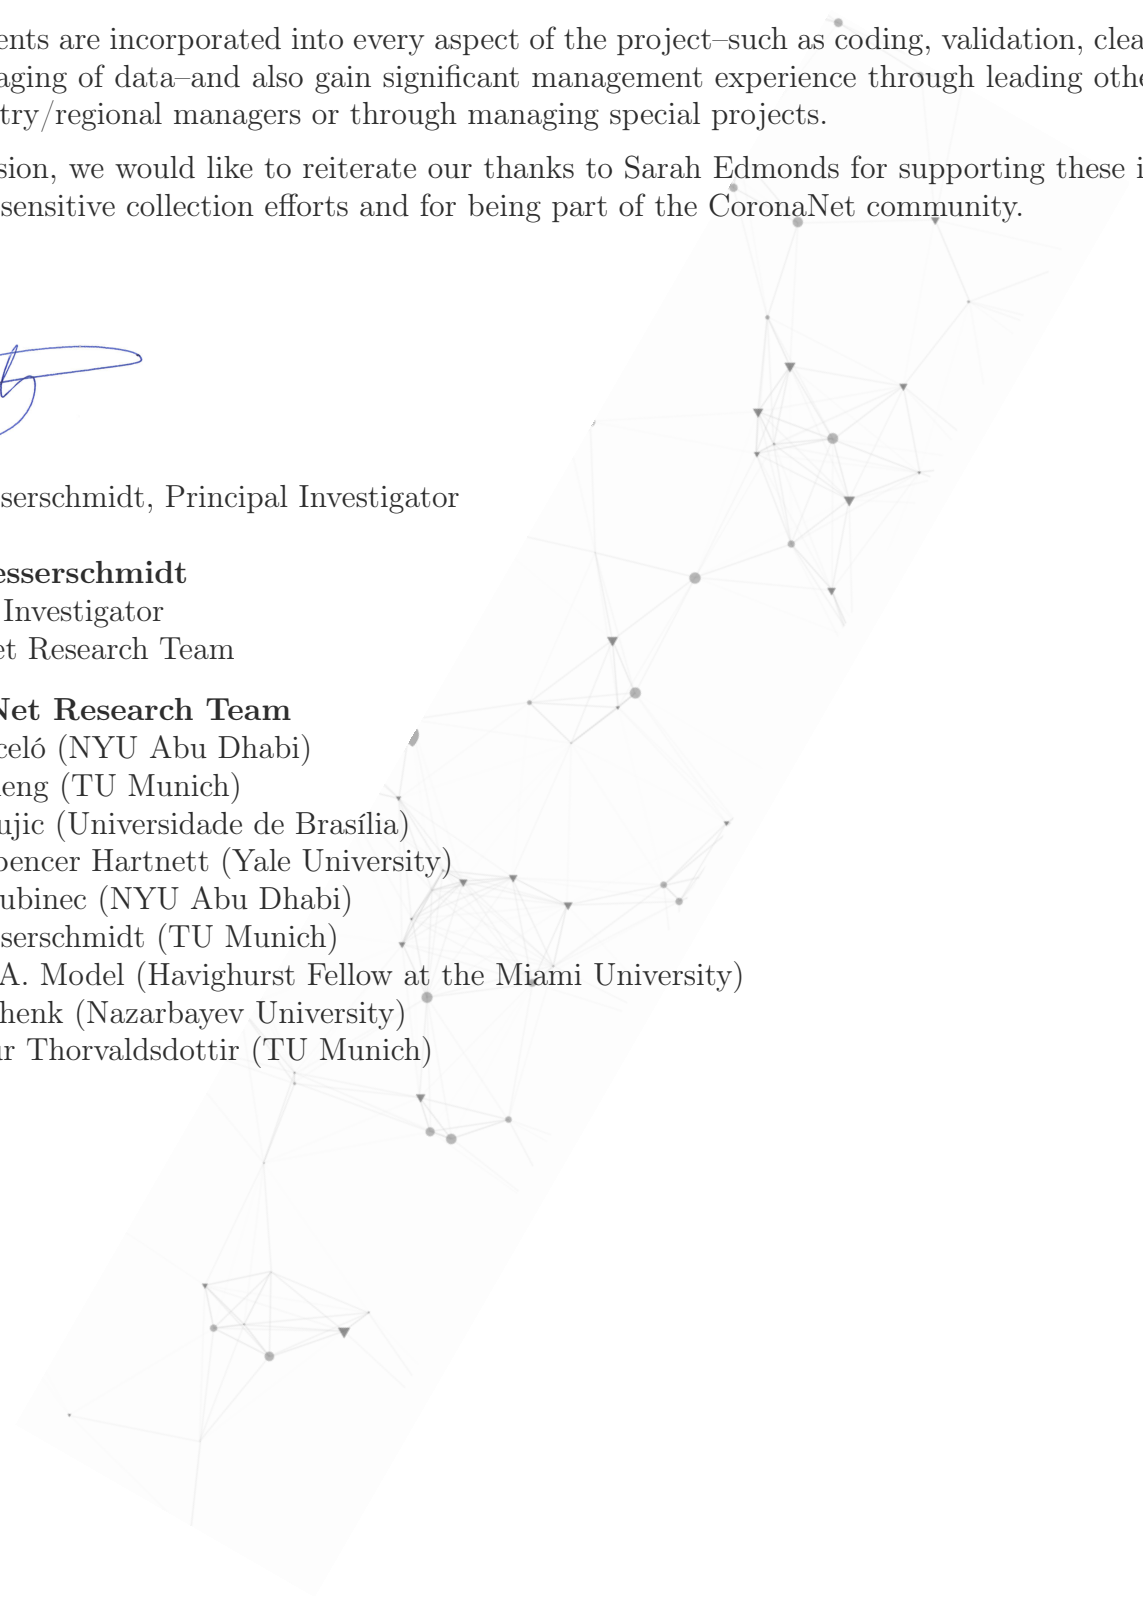 ents are incorporated into every aspect of the project–such as coding, validation, clea
aging of data–and also gain significant management experience through leading othe
try/regional managers or through managing special projects.
sion, we would like to reiterate our thanks to Sarah Edmonds for supporting these i
sensitive collection efforts and for being part of the CoronaNet community.
serschmidt, Principal Investigator
esserschmidt
Investigator
et Research Team
Net Research Team
celó (NYU Abu Dhabi)
eng (TU Munich)
ujic (Universidade de Brasília)
pencer Hartnett (Yale University)
ubinec (NYU Abu Dhabi)
serschmidt (TU Munich)
A. Model (Havighurst Fellow at the Miami University)
henk (Nazarbayev University)
ur Thorvaldsdottir (TU Munich)